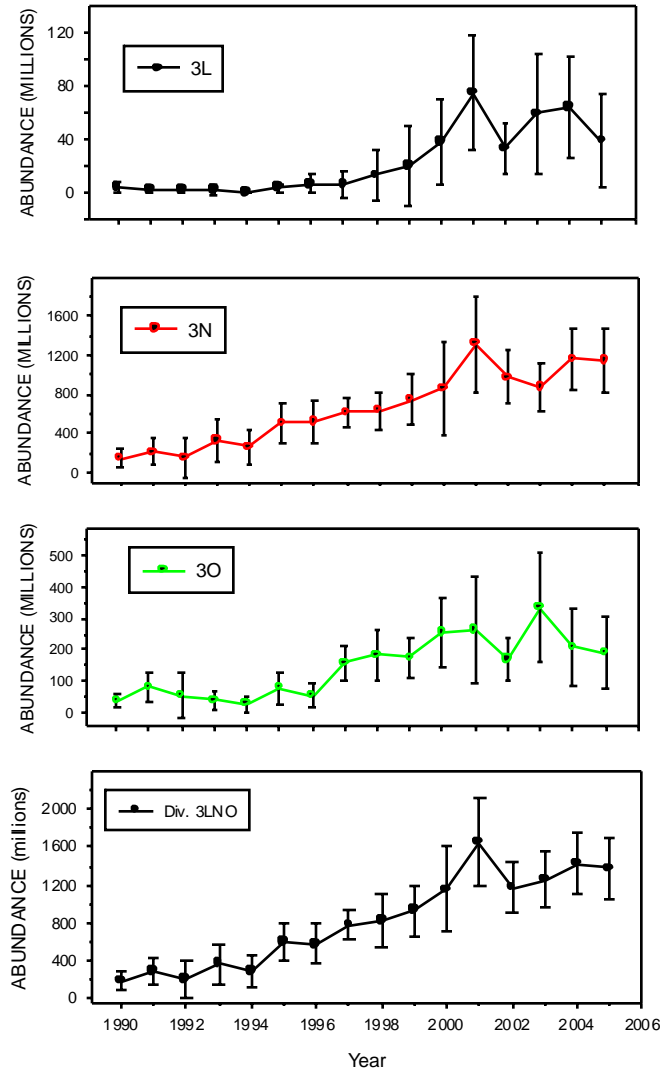 ABUNDANCE (MILLIONS)
120
80
40
0
3L
ABUNDANCE (MILLIONS)
1600
1200
800
400
0
3N
ABUNDANCE (MILLIONS)
500
400
300
200
100
0
3O
ABUNDANCE (millions)
2000
1600
1200
800
400
0
Div. 3LNO
1990 1992 1994 1996 1998 2000 2002 2004 2006
Year